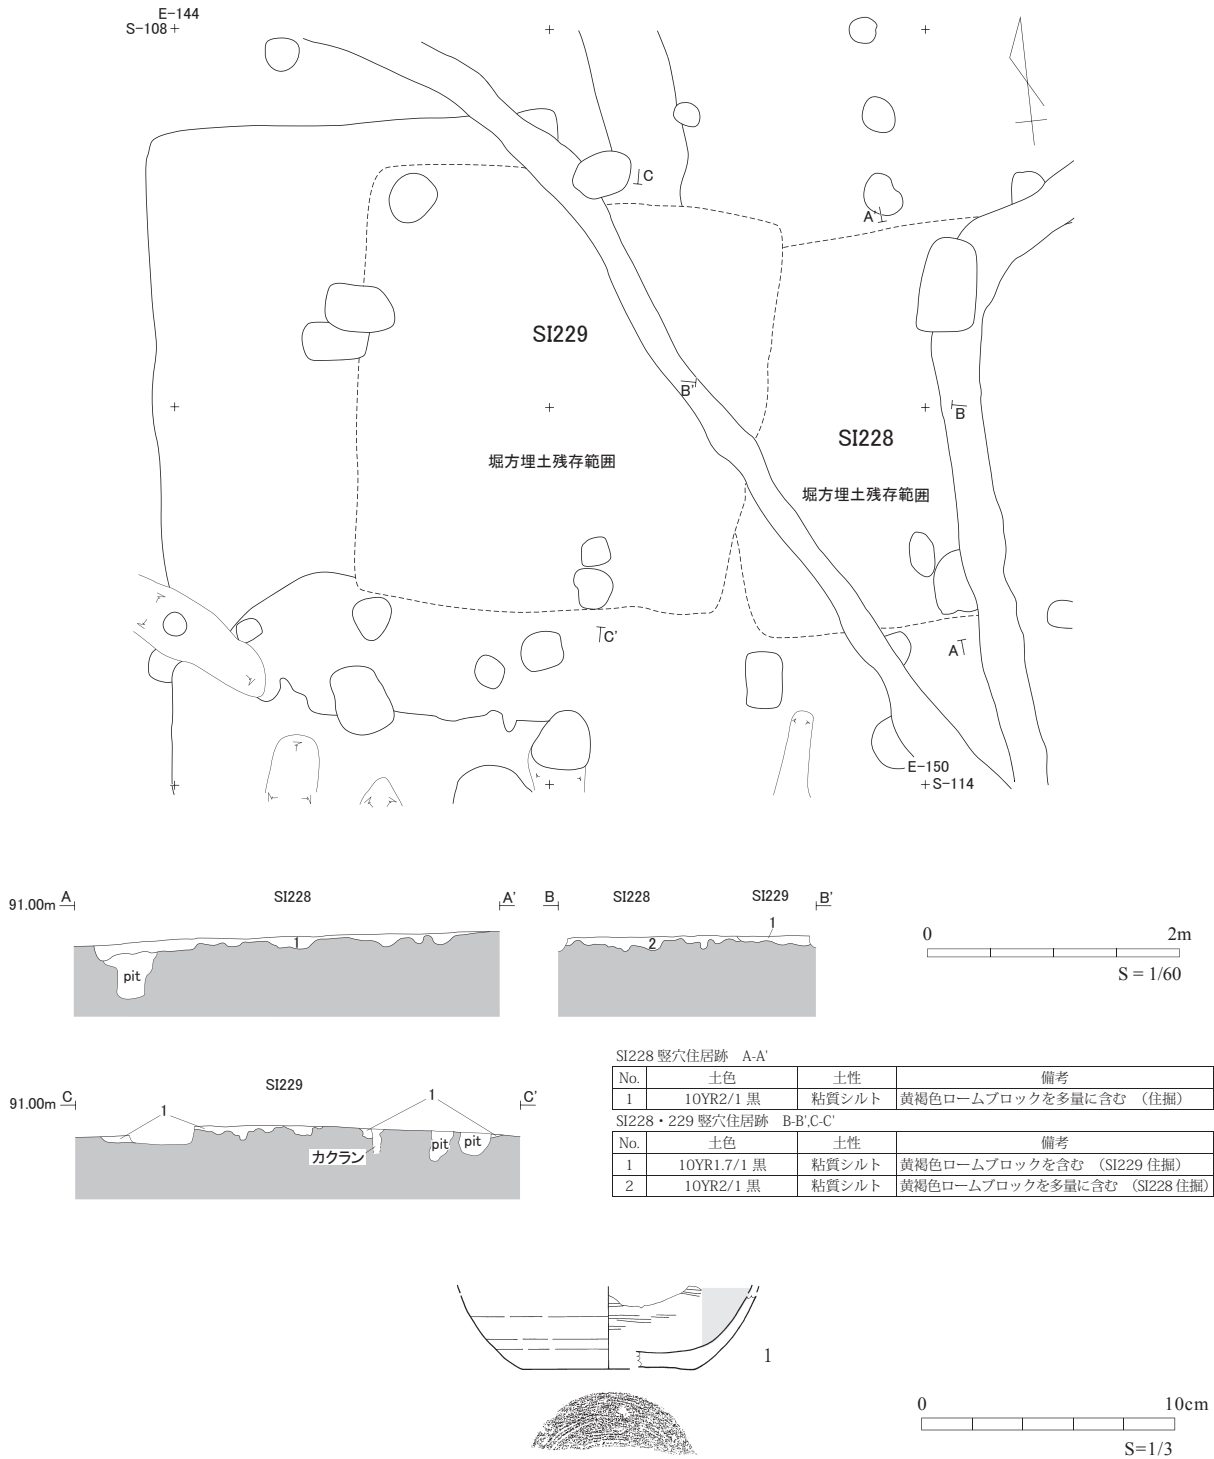 E-144
S-108
C
A'
SI229
B'
B
SI228
堀方埋土残存範囲
堀方埋土残存範囲
C'
A
E-150
S-114
91.00m A SI228 A' B SI228 SI229 B'
1
1
2
pit
0 2m
S = 1/60
91.00m C SI229 C'
1 1
pit pit
カクラン
SI228 竪穴住居跡 A-A'
No. 土色 土性 備考
1 10YR2/1 黒 粘質シルト 黄褐色ロームブロックを多量に含む （住掘）
SI228・229 竪穴住居跡 B-B',C-C'
No. 土色 土性 備考
1 10YR1.7/1 黒 粘質シルト 黄褐色ロームブロックを含む （SI229 住掘）
2 10YR2/1 黒 粘質シルト 黄褐色ロームブロックを多量に含む （SI228 住掘）
1
0 10cm
S=1/3